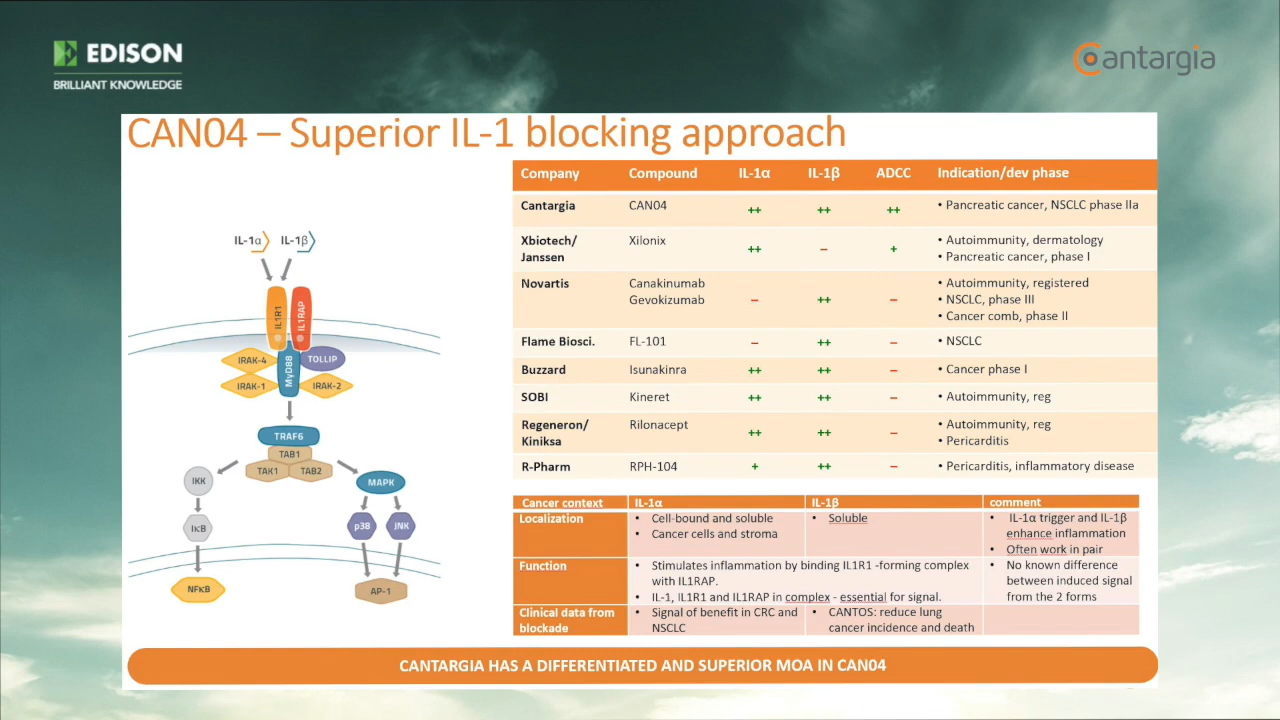 EDISON
BRILLIANT KNOWLEDGE
cantargia
CAN04 – Superior IL-1 blocking approach
Company Compound IL-1α IL-1β ADCC Indication/dev phase
Cantargia CAN04 ++ ++ ++ • Pancreatic cancer, NSCLC phase IIa
Xbiotech/ Xilonix ++ – + • Autoimmunity, dermatology
Janssen • Pancreatic cancer, phase I
Novartis Canakinumab • Autoimmunity, registered
Gevokizumab – ++ – • NSCLC, phase III
• Cancer comb, phase II
Flame Biosci. FL-101 – ++ – • NSCLC
Buzzard Isunakinra ++ ++ – • Cancer phase I
SOBI Kineret ++ ++ – • Autoimmunity, reg
Regeneron/ Rilonacept ++ ++ – • Autoimmunity, reg
Kiniksa • Pericarditis
R-Pharm RPH-104 + ++ – • Pericarditis, inflammatory disease
IL-1α IL-1β
IL1R1 IL1RAP
IRAK-4 MyD88 TOLLIP
IRAK-1 IRAK-2
TRAF6
TAB1
TAK1 TAB2
IKK MAPK
IκB p38 JNK
NFκB AP-1
Cancer context IL-1α IL-1β comment
Localization • Cell-bound and soluble • Soluble • IL-1α trigger and IL-1β
• Cancer cells and stroma enhance inflammation
• Often work in pair
Function • Stimulates inflammation by binding IL1R1 -forming complex • No known difference
with IL1RAP. between induced signal
• IL-1, IL1R1 and IL1RAP in complex - essential for signal. from the 2 forms
Clinical data from • Signal of benefit in CRC and • CANTOS: reduce lung
blockade NSCLC cancer incidence and death
CANTARGIA HAS A DIFFERENTIATED AND SUPERIOR MOA IN CAN04